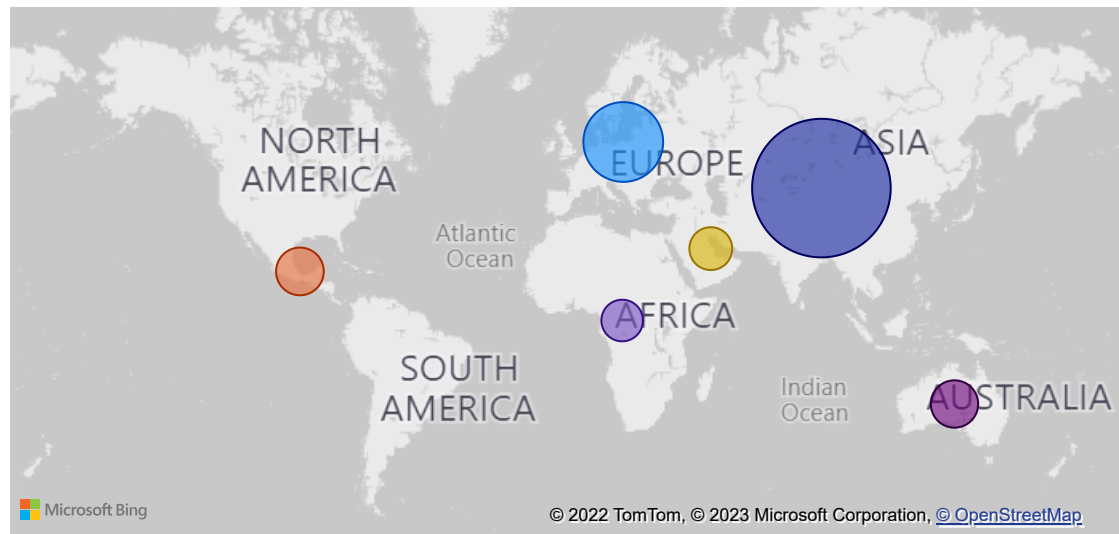 NORTH
AMERICA
EUROPE
ASIA
Atlantic
Ocean
AFRICA
SOUTH
AMERICA
Indian
Ocean
AUSTRALIA
Microsoft Bing
© 2022 TomTom, © 2023 Microsoft Corporation, © OpenStreetMap